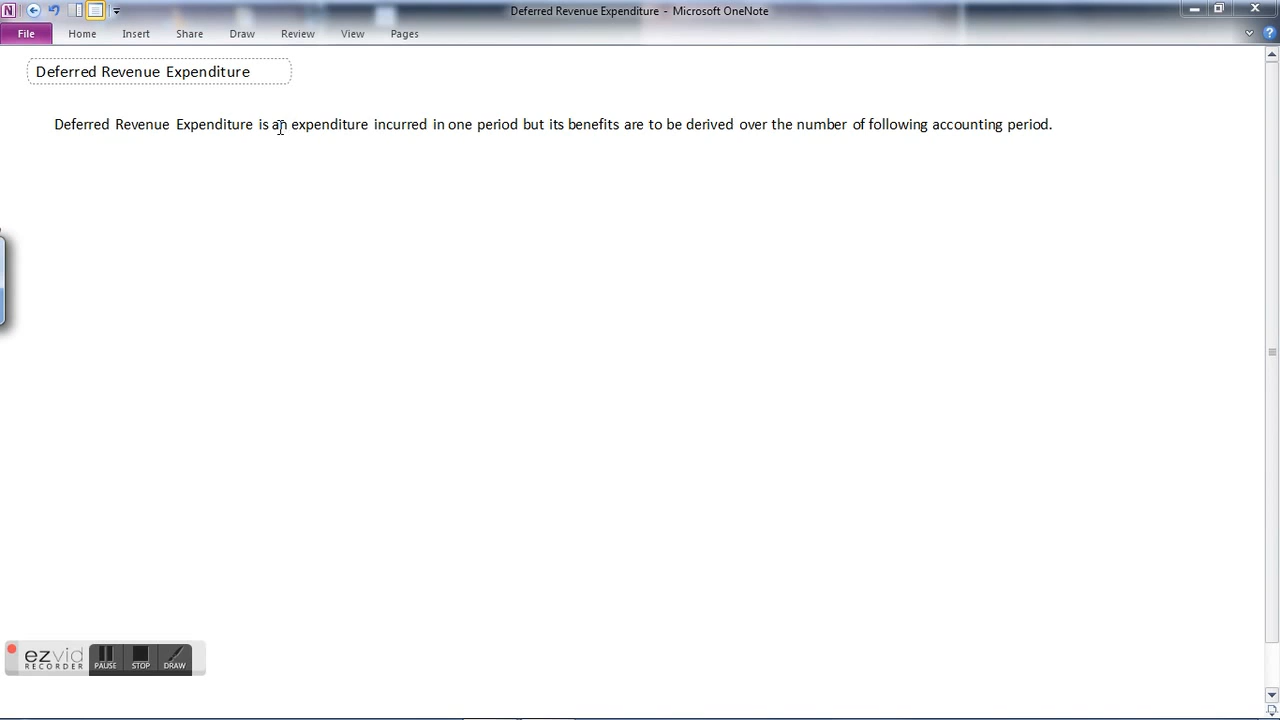 Deferred Revenue Expenditure - Microsoft OneNote
File Home Insert Share Draw Review View Pages
Deferred Revenue Expenditure
Deferred Revenue Expenditure is an expenditure incurred in one period but its benefits are to be derived over the number of following accounting period.
ezvid
RECORDER
PAUSE STOP DRAW